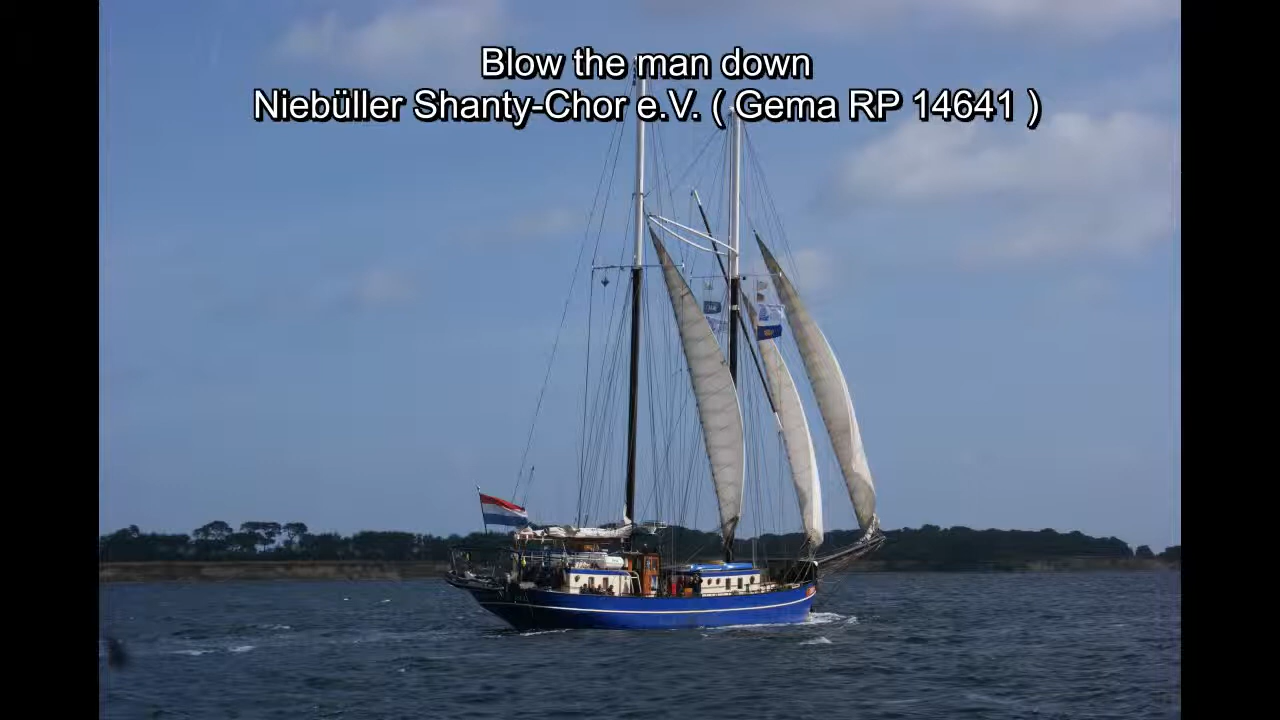 Blow the man down
Niebüller Shanty-Chor e.V. ( Gema RP 14641 )